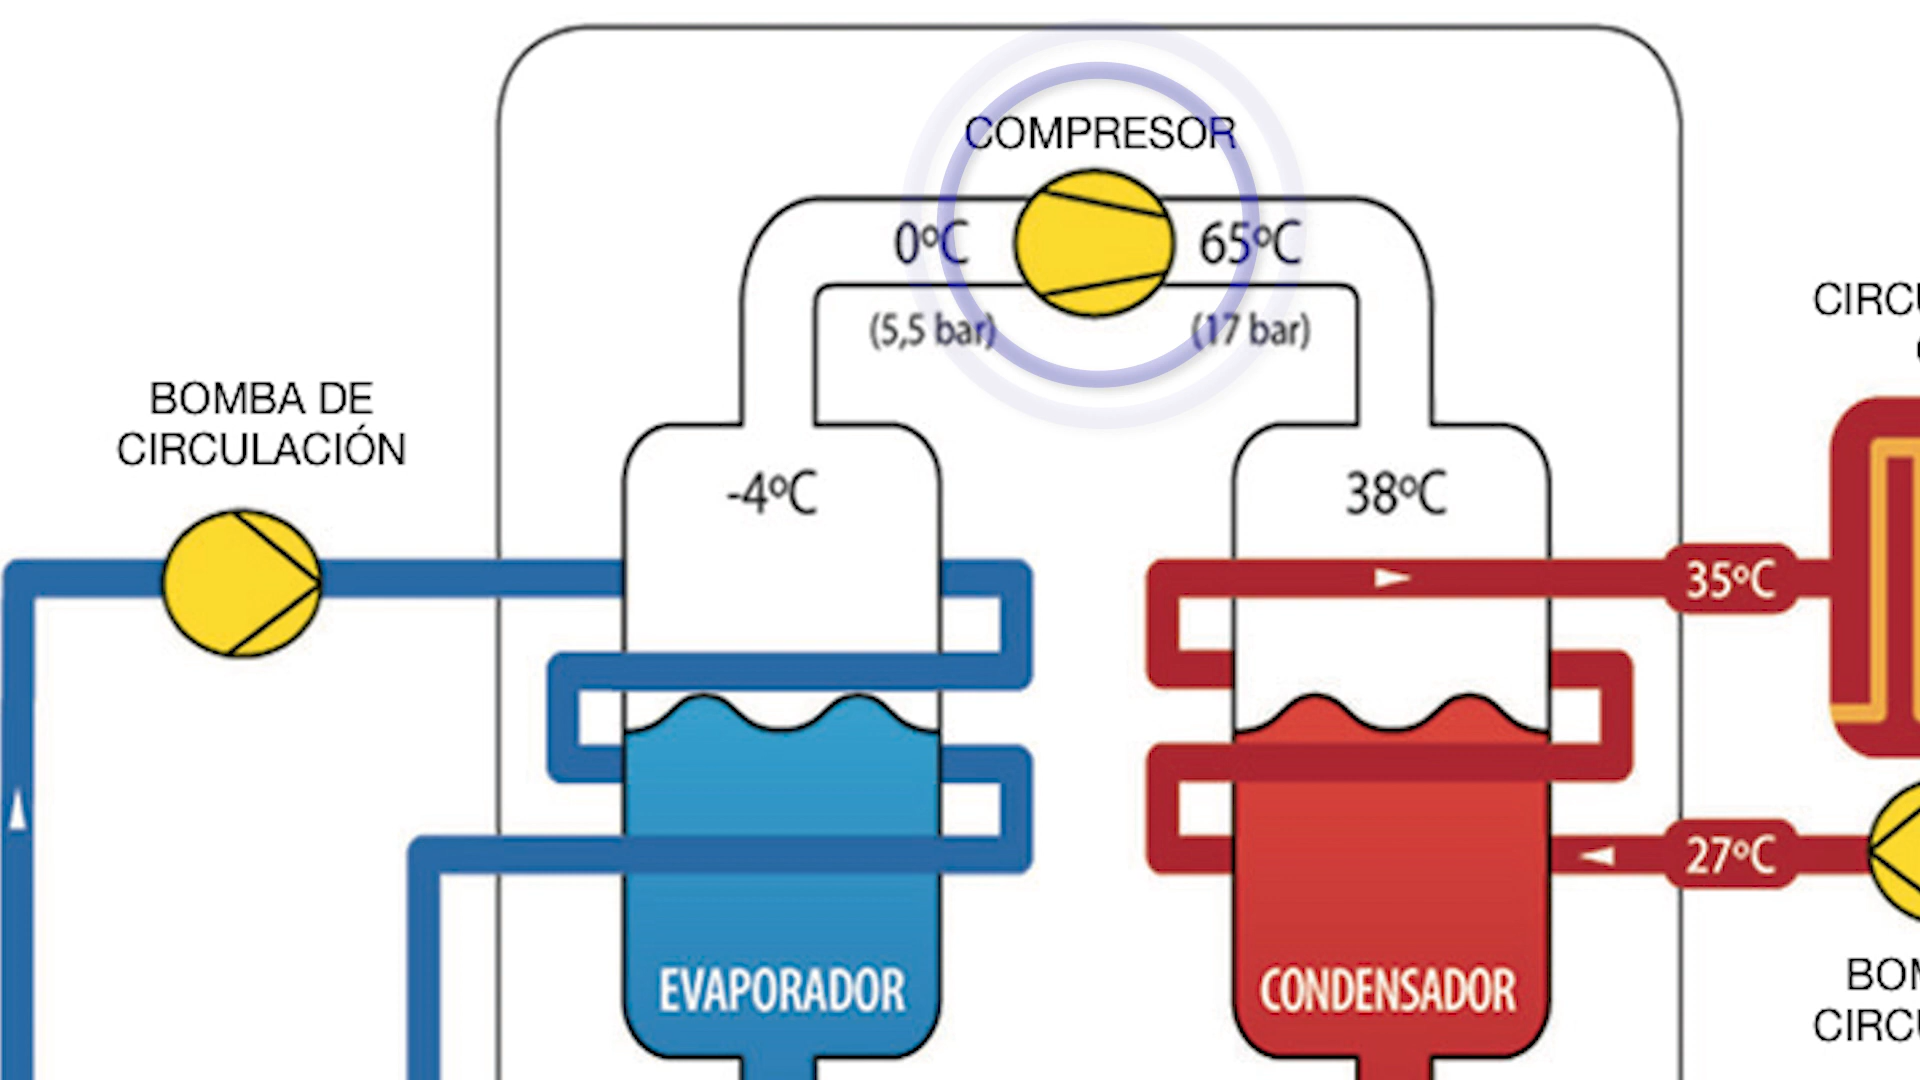 COMPRESOR
0ºC
65ºC
(5,5 bar)
(17 bar)
BOMBA DE
CIRCULACIÓN
-4ºC
38ºC
35ºC
27ºC
EVAPORADOR
CONDENSADOR